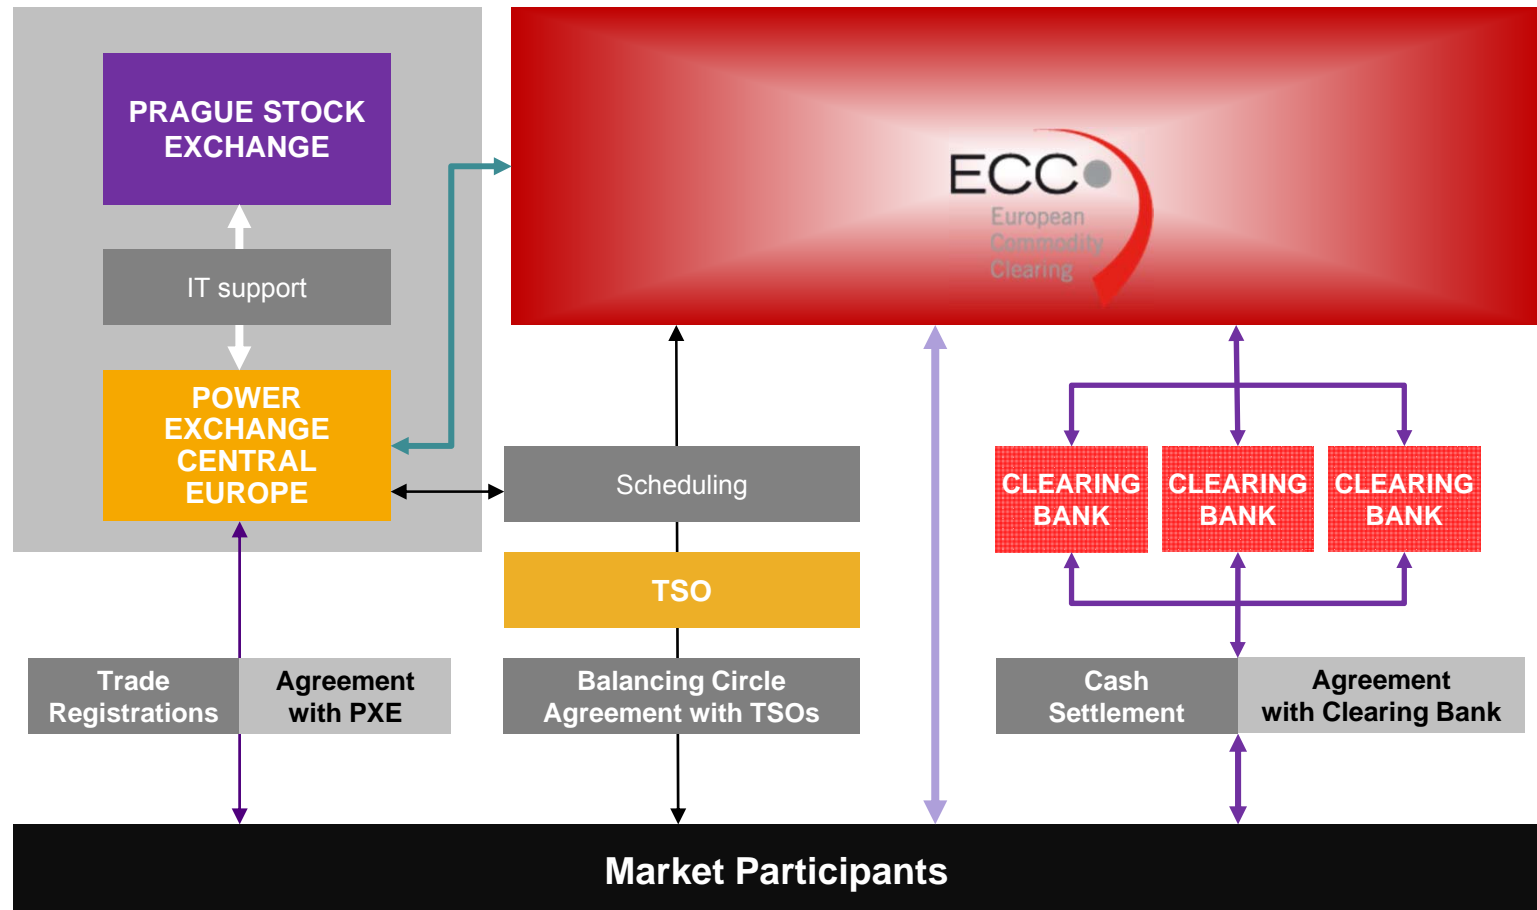 PRAGUE STOCK
EXCHANGE
IT support
POWER
EXCHANGE
CENTRAL
EUROPE
ECC
European
Commodity
Clearing
Scheduling
TSO
CLEARING
BANK
CLEARING
BANK
CLEARING
BANK
Trade
Registrations
Agreement
with PXE
Balancing Circle
Agreement with TSOs
Cash
Settlement
Agreement
with Clearing Bank
Market Participants